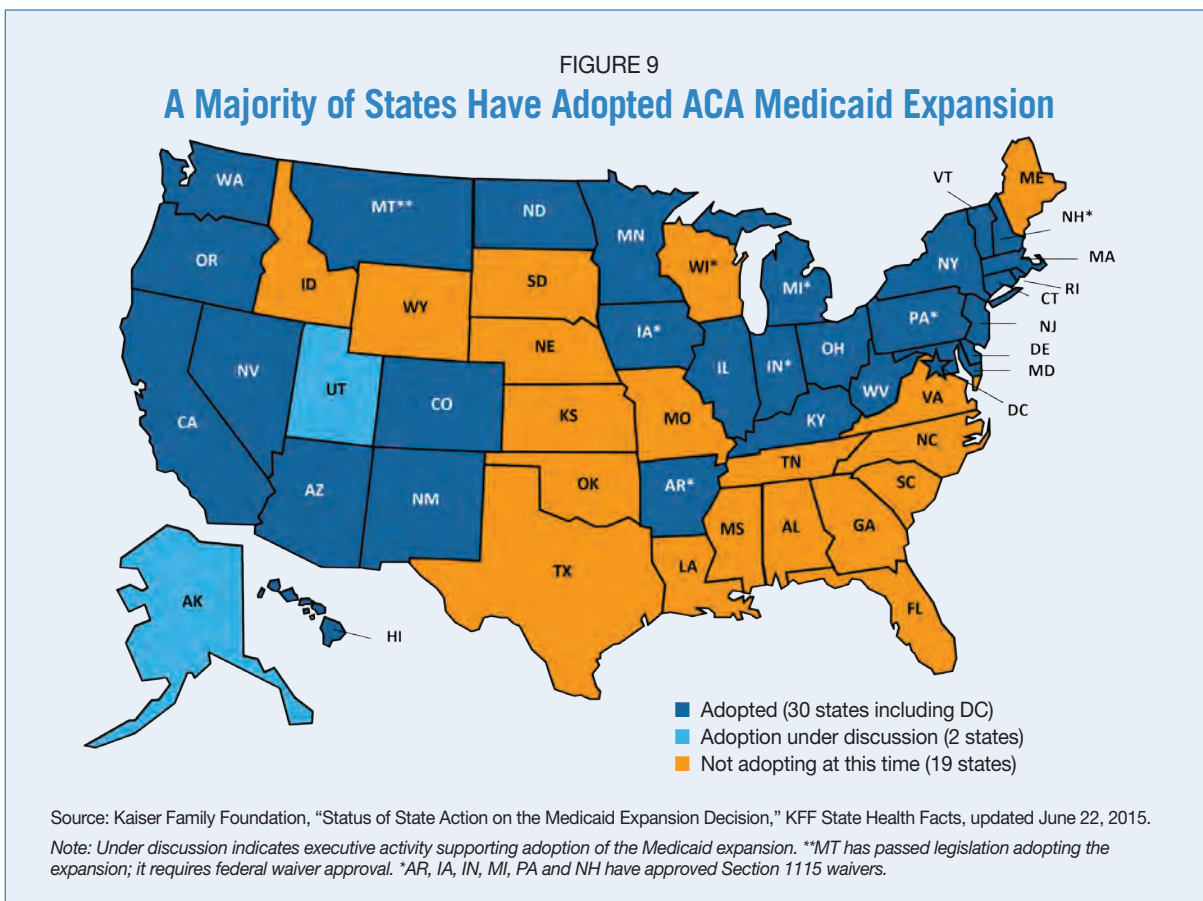 FIGURE 9
A Majority of States Have Adopted ACA Medicaid Expansion
WA
MT**
ND
MN
VT
ME
NH*
OR
ID
WY
SD
WI*
MI*
NY
MA
RI
CT
NV
UT
CO
NE
IA*
IL
IN*
OH
PA*
NJ
DE
MD
DC
CA
KS
MO
KY
WV
VA
AZ
NM
OK
AR*
TN
NC
SC
TX
LA
MS
AL
GA
FL
AK
HI
Adopted (30 states including DC)
Adoption under discussion (2 states)
Not adopting at this time (19 states)
Source: Kaiser Family Foundation, “Status of State Action on the Medicaid Expansion Decision,” KFF State Health Facts, updated June 22, 2015.
Note: Under discussion indicates executive activity supporting adoption of the Medicaid expansion. **MT has passed legislation adopting the
expansion; it requires federal waiver approval. *AR, IA, IN, MI, PA and NH have approved Section 1115 waivers.